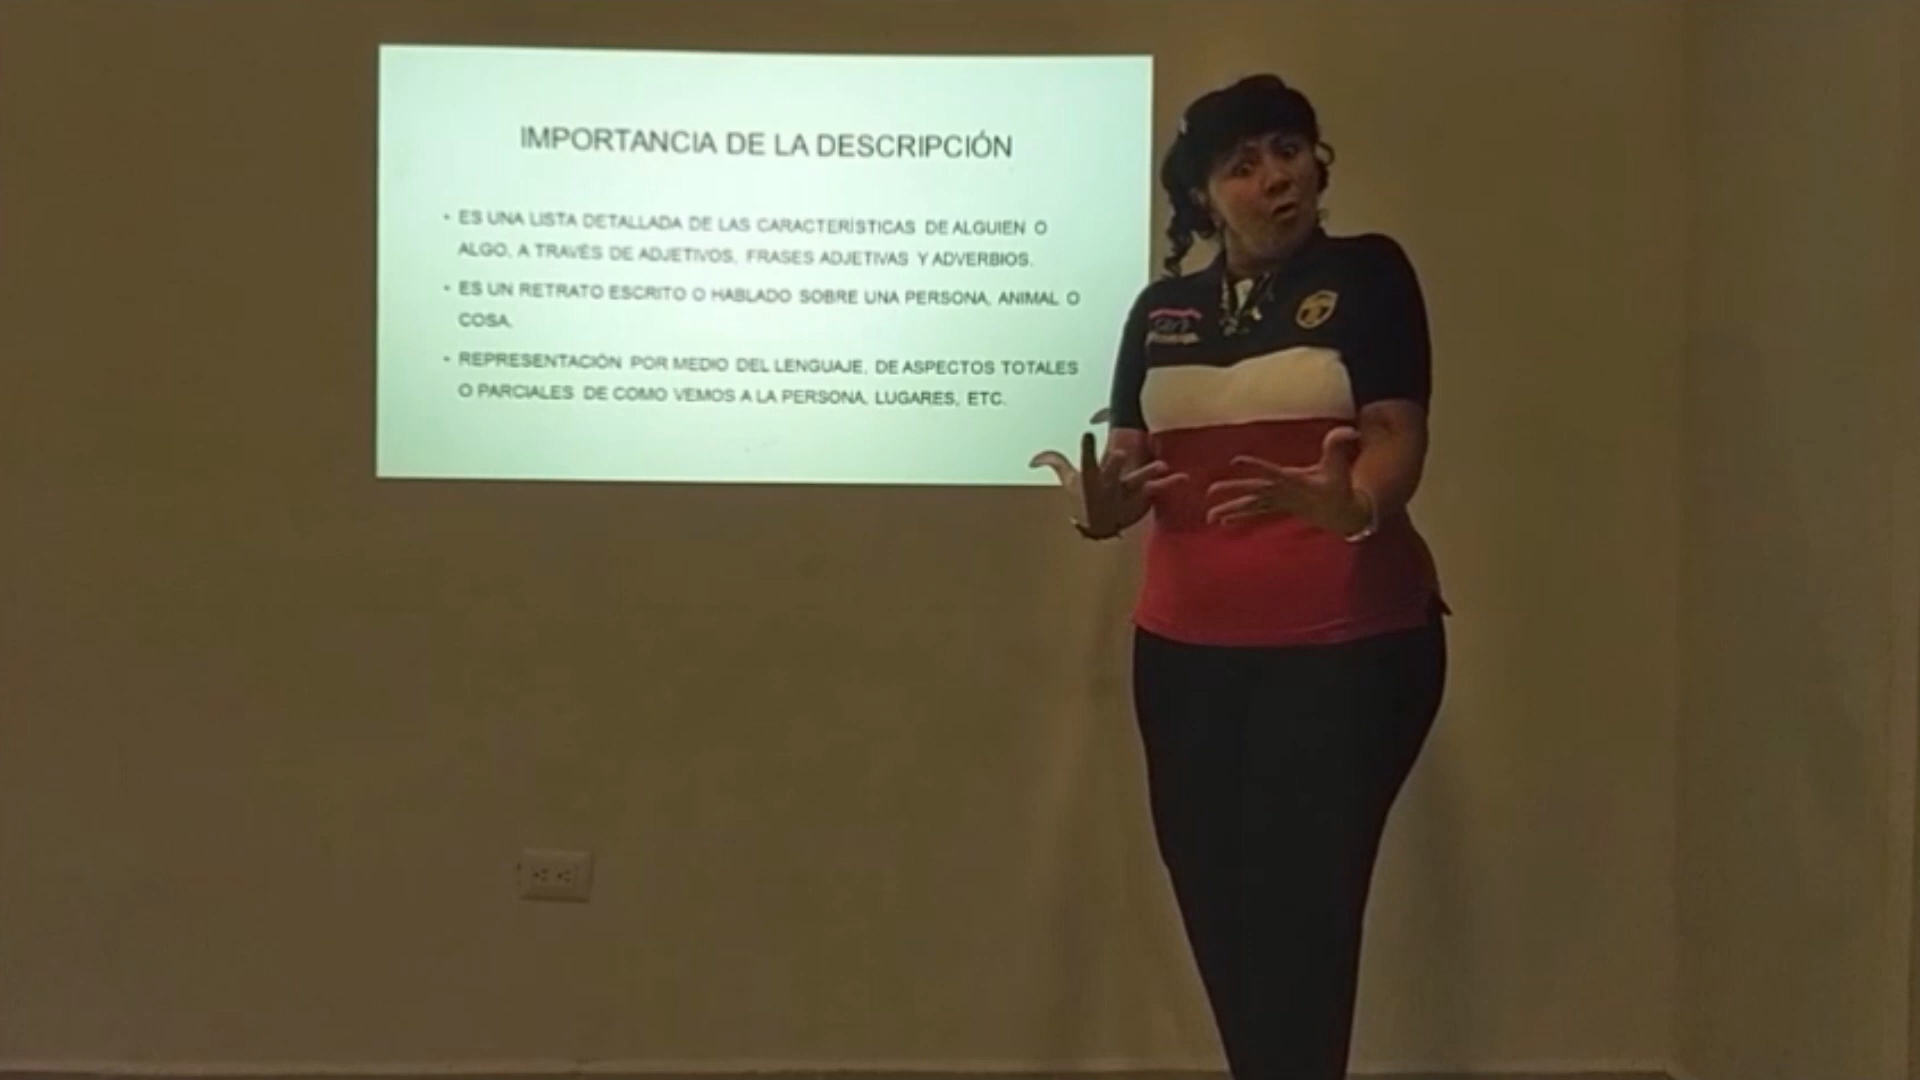 IMPORTANCIA DE LA DESCRIPCIÓN
• ES UNA LISTA DETALLADA DE LAS CARACTERÍSTICAS DE ALGUIEN O
ALGO, A TRAVÉS DE ADJETIVOS, FRASES ADJETIVAS Y ADVERBIOS.
• ES UN RETRATO ESCRITO O HABLADO SOBRE UNA PERSONA, ANIMAL O
COSA.
• REPRESENTACIÓN POR MEDIO DEL LENGUAJE, DE ASPECTOS TOTALES
O PARCIALES DE COMO VEMOS A LA PERSONA, LUGARES, ETC.